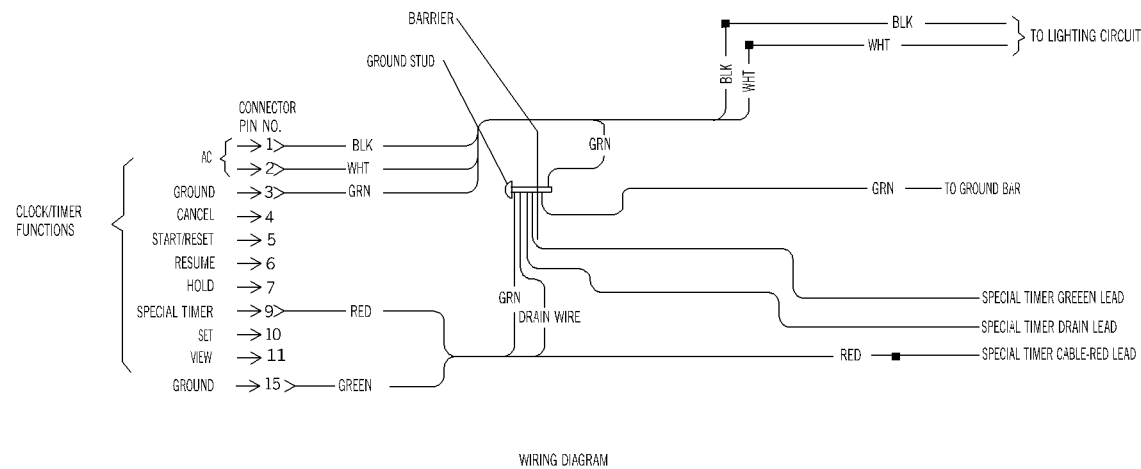 BARRIER
BLK
TO LIGHTING CIRCUIT
WHT
GROUND STUD
BLK
WHT
CONNECTOR
PIN NO.
AC
1
BLK
GRN
2
WHT
GROUND
3
GRN
GRN
TO GROUND BAR
CLOCK/TIMER
FUNCTIONS
CANCEL
4
START/RESET
5
RESUME
6
HOLD
7
GRN
SPECIAL TIMER GREEEN LEAD
SPECIAL TIMER
9
RED
DRAIN WIRE
SPECIAL TIMER DRAIN LEAD
SET
10
VIEW
11
RED
SPECIAL TIMER CABLE-RED LEAD
GROUND
15
GREEN
WIRING DIAGRAM